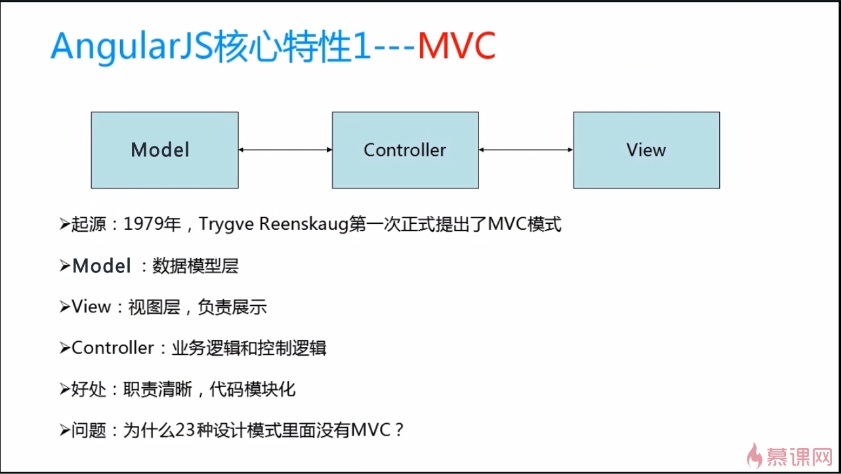 AngularJS核心特性1---MVC
Model
Controller
View
➢起源：1979年，Trygve Reenskaug第一次正式提出了MVC模式
➢Model ：数据模型层
➢View：视图层，负责展示
➢Controller：业务逻辑和控制逻辑
➢好处：职责清晰，代码模块化
➢问题：为什么23种设计模式里面没有MVC？
慕课网